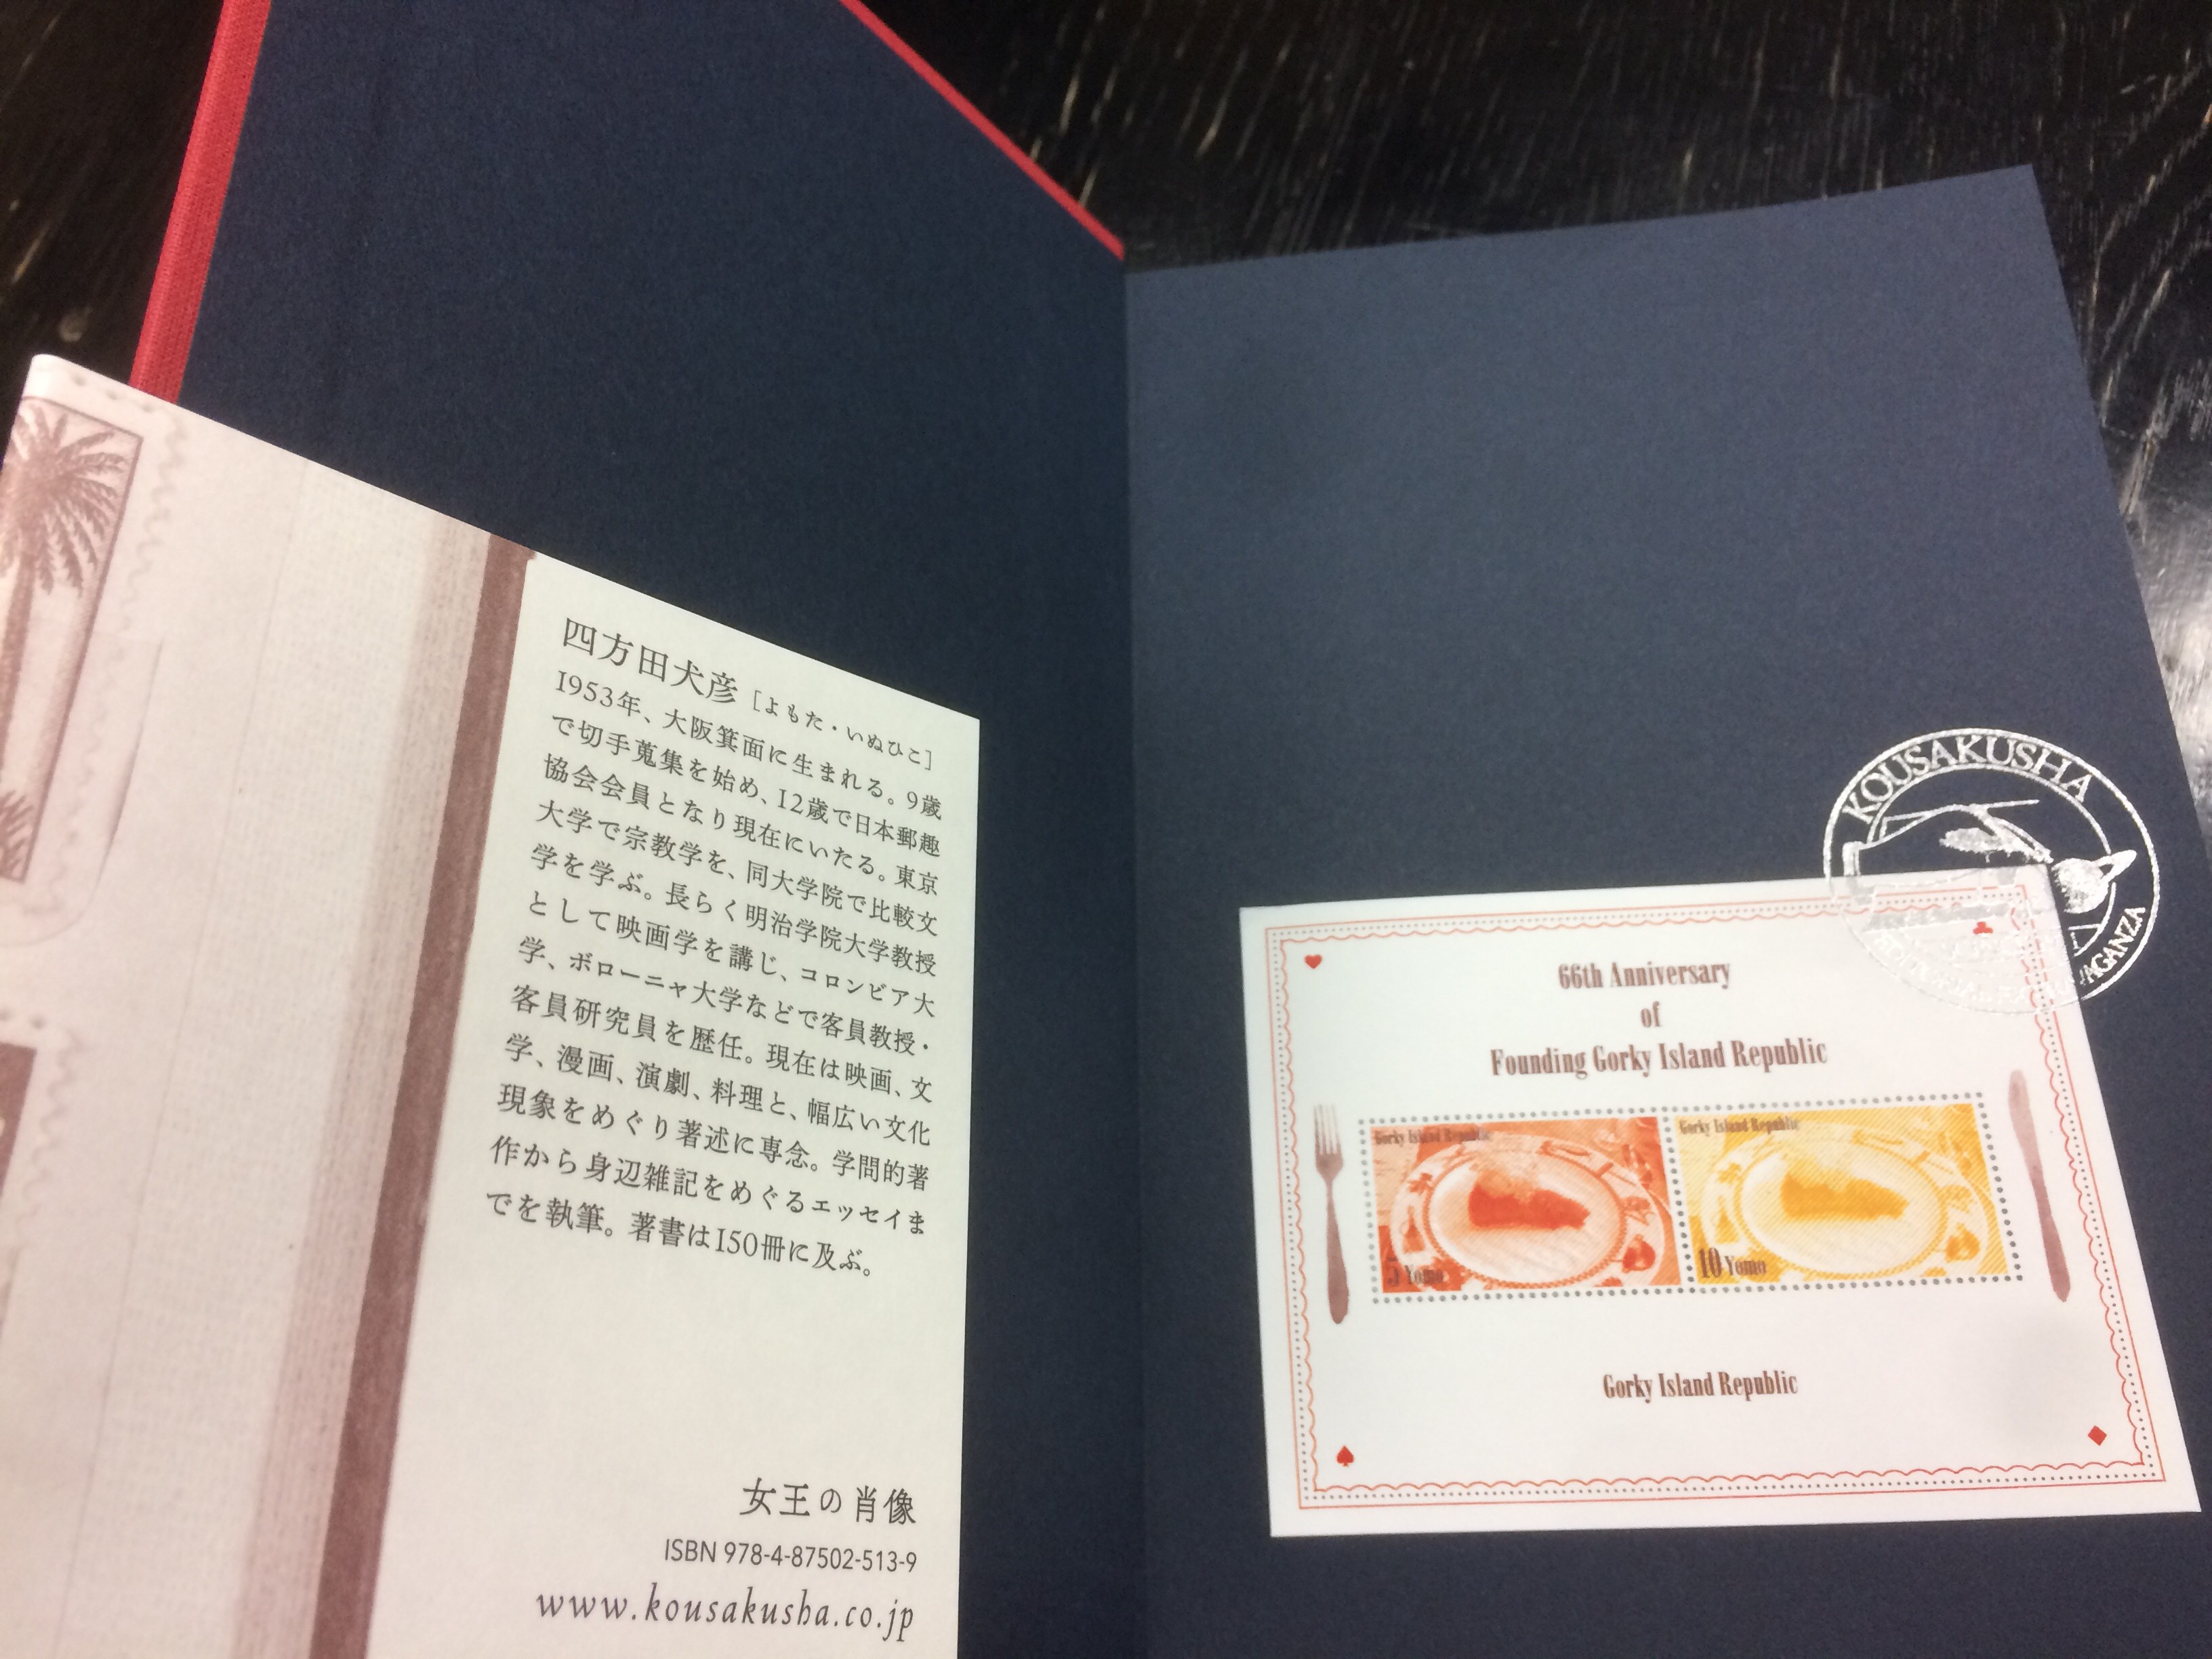 四方田犬彦［よもた・いぬひこ］
1953年、大阪箕面に生まれる。9歳
で切手蒐集を始め、12歳で日本郵趣
協会会員となり現在にいたる。東京
大学で宗教学を、同大学院で比較文
学を学ぶ。長らく明治学院大学教授
として映画学を講じ、コロンビア大
学、ボローニャ大学などで客員教授・
客員研究員を歴任。現在は映画、文
学、漫画、演劇、料理と、幅広い文化
現象をめぐり著述に専念。学問的著
作から身辺雑記をめぐるエッセイま
でを執筆。著書は150冊に及ぶ。
女王の肖像
ISBN 978-4-87502-513-9
www.kousakusha.co.jp
KOUSAKUSHA
66th Anniversary
of
Founding Gorky Island Republic
Gorky Island Republic
5 Yomo
Gorky Island Republic
10 Yomo
Gorky Island Republic